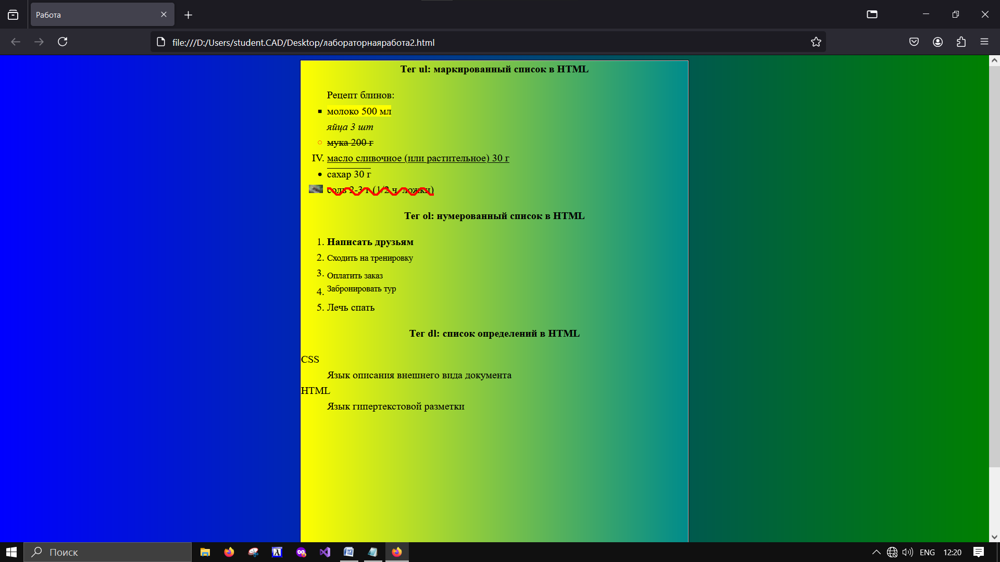 Работа
file:///D:/Users/student.CAD/Desktop/лабораторнаяработа2.html
Тег ul: маркированный список в HTML
Рецепт блинов:
молоко 500 мл
яйца 3 шт
мука 200 г
IV. масло сливочное (или растительное) 30 г
сахар 30 г
соль 2-3 г (1/2 ч. ложки)
Тег ol: нумерованный список в HTML
1. Написать друзьям
2. Сходить на тренировку
3. Оплатить заказ
4. Забронировать тур
5. Лечь спать
Тег dl: список определений в HTML
CSS
Язык описания внешнего вида документа
HTML
Язык гипертекстовой разметки
Поиск
ENG
12:20